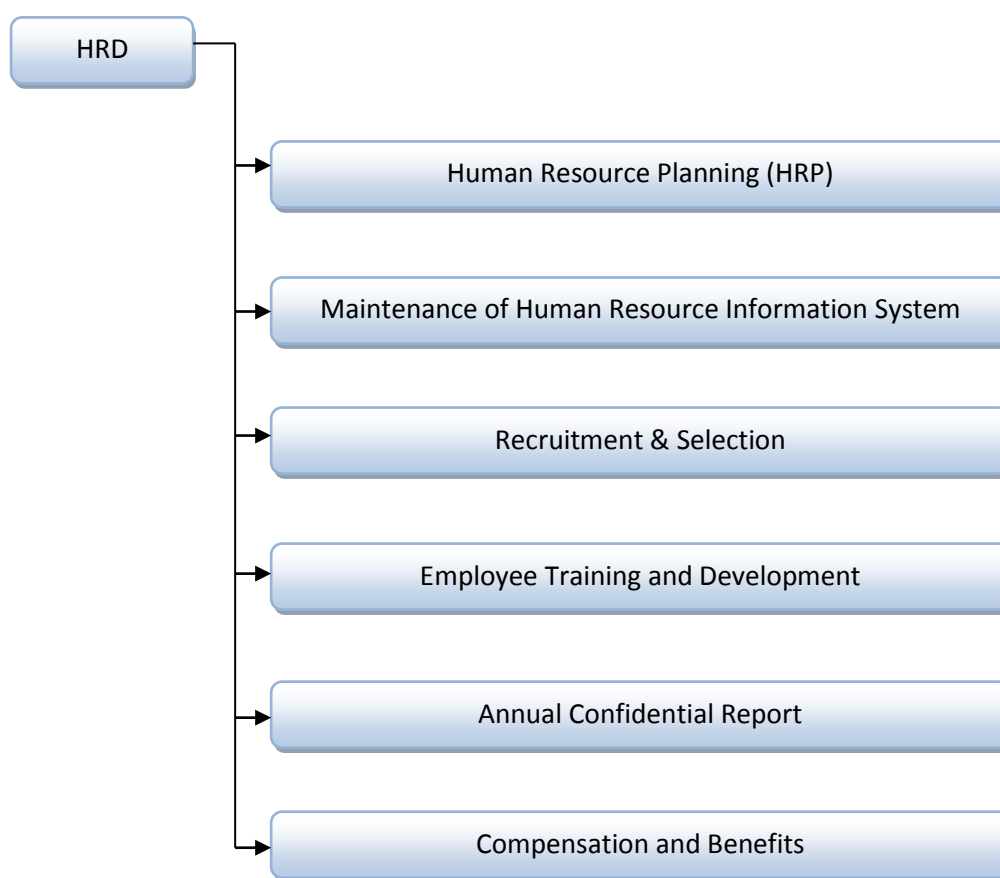 HRD
Human Resource Planning (HRP)
Maintenance of Human Resource Information System
Recruitment & Selection
Employee Training and Development
Annual Confidential Report
Compensation and Benefits